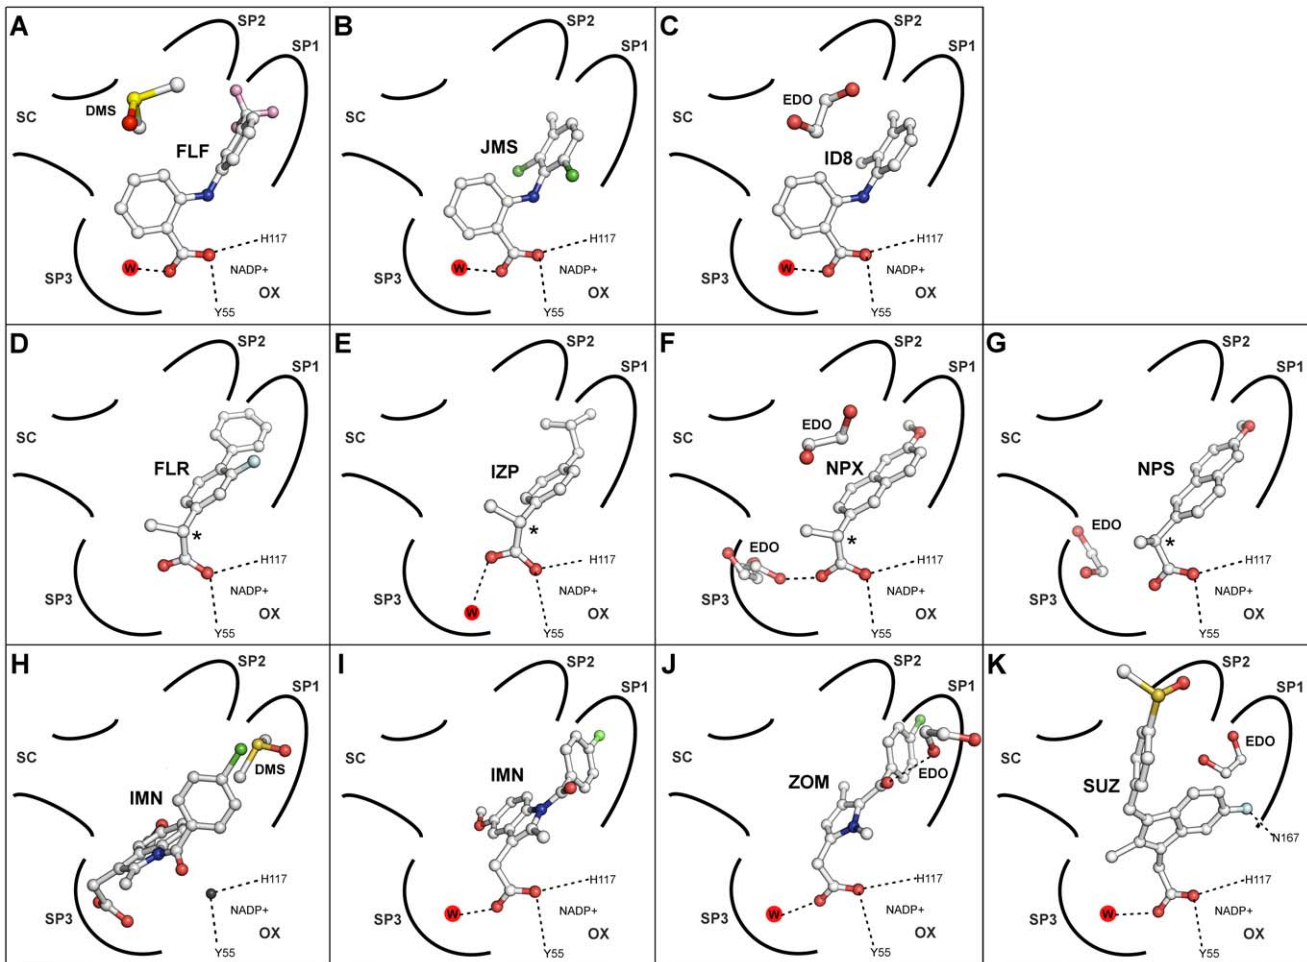 A
SP2
SP1
DMS
SC
FLF
H117
W
NADP+
SP3
OX
Y55
B
SP2
SP1
SC
JMS
H117
W
NADP+
SP3
OX
Y55
C
SP2
SP1
EDO
SC
ID8
H117
W
NADP+
SP3
OX
Y55
D
SP2
SP1
SC
FLR
*
H117
NADP+
SP3
OX
Y55
E
SP2
SP1
SC
IZP
*
H117
NADP+
SP3
W
OX
Y55
F
SP2
SP1
EDO
SC
NPX
*
EDO
H117
NADP+
SP3
OX
Y55
G
SP2
SP1
SC
NPS
EDO
*
H117
NADP+
SP3
OX
Y55
H
SP2
SP1
SC
DMS
IMN
H117
NADP+
SP3
OX
Y55
I
SP2
SP1
SC
IMN
H117
W
NADP+
SP3
OX
Y55
J
SP2
SP1
SC
EDO
ZOM
H117
W
NADP+
SP3
OX
Y55
K
SP2
SP1
EDO
SC
SUZ
N167
H117
W
NADP+
SP3
OX
Y55